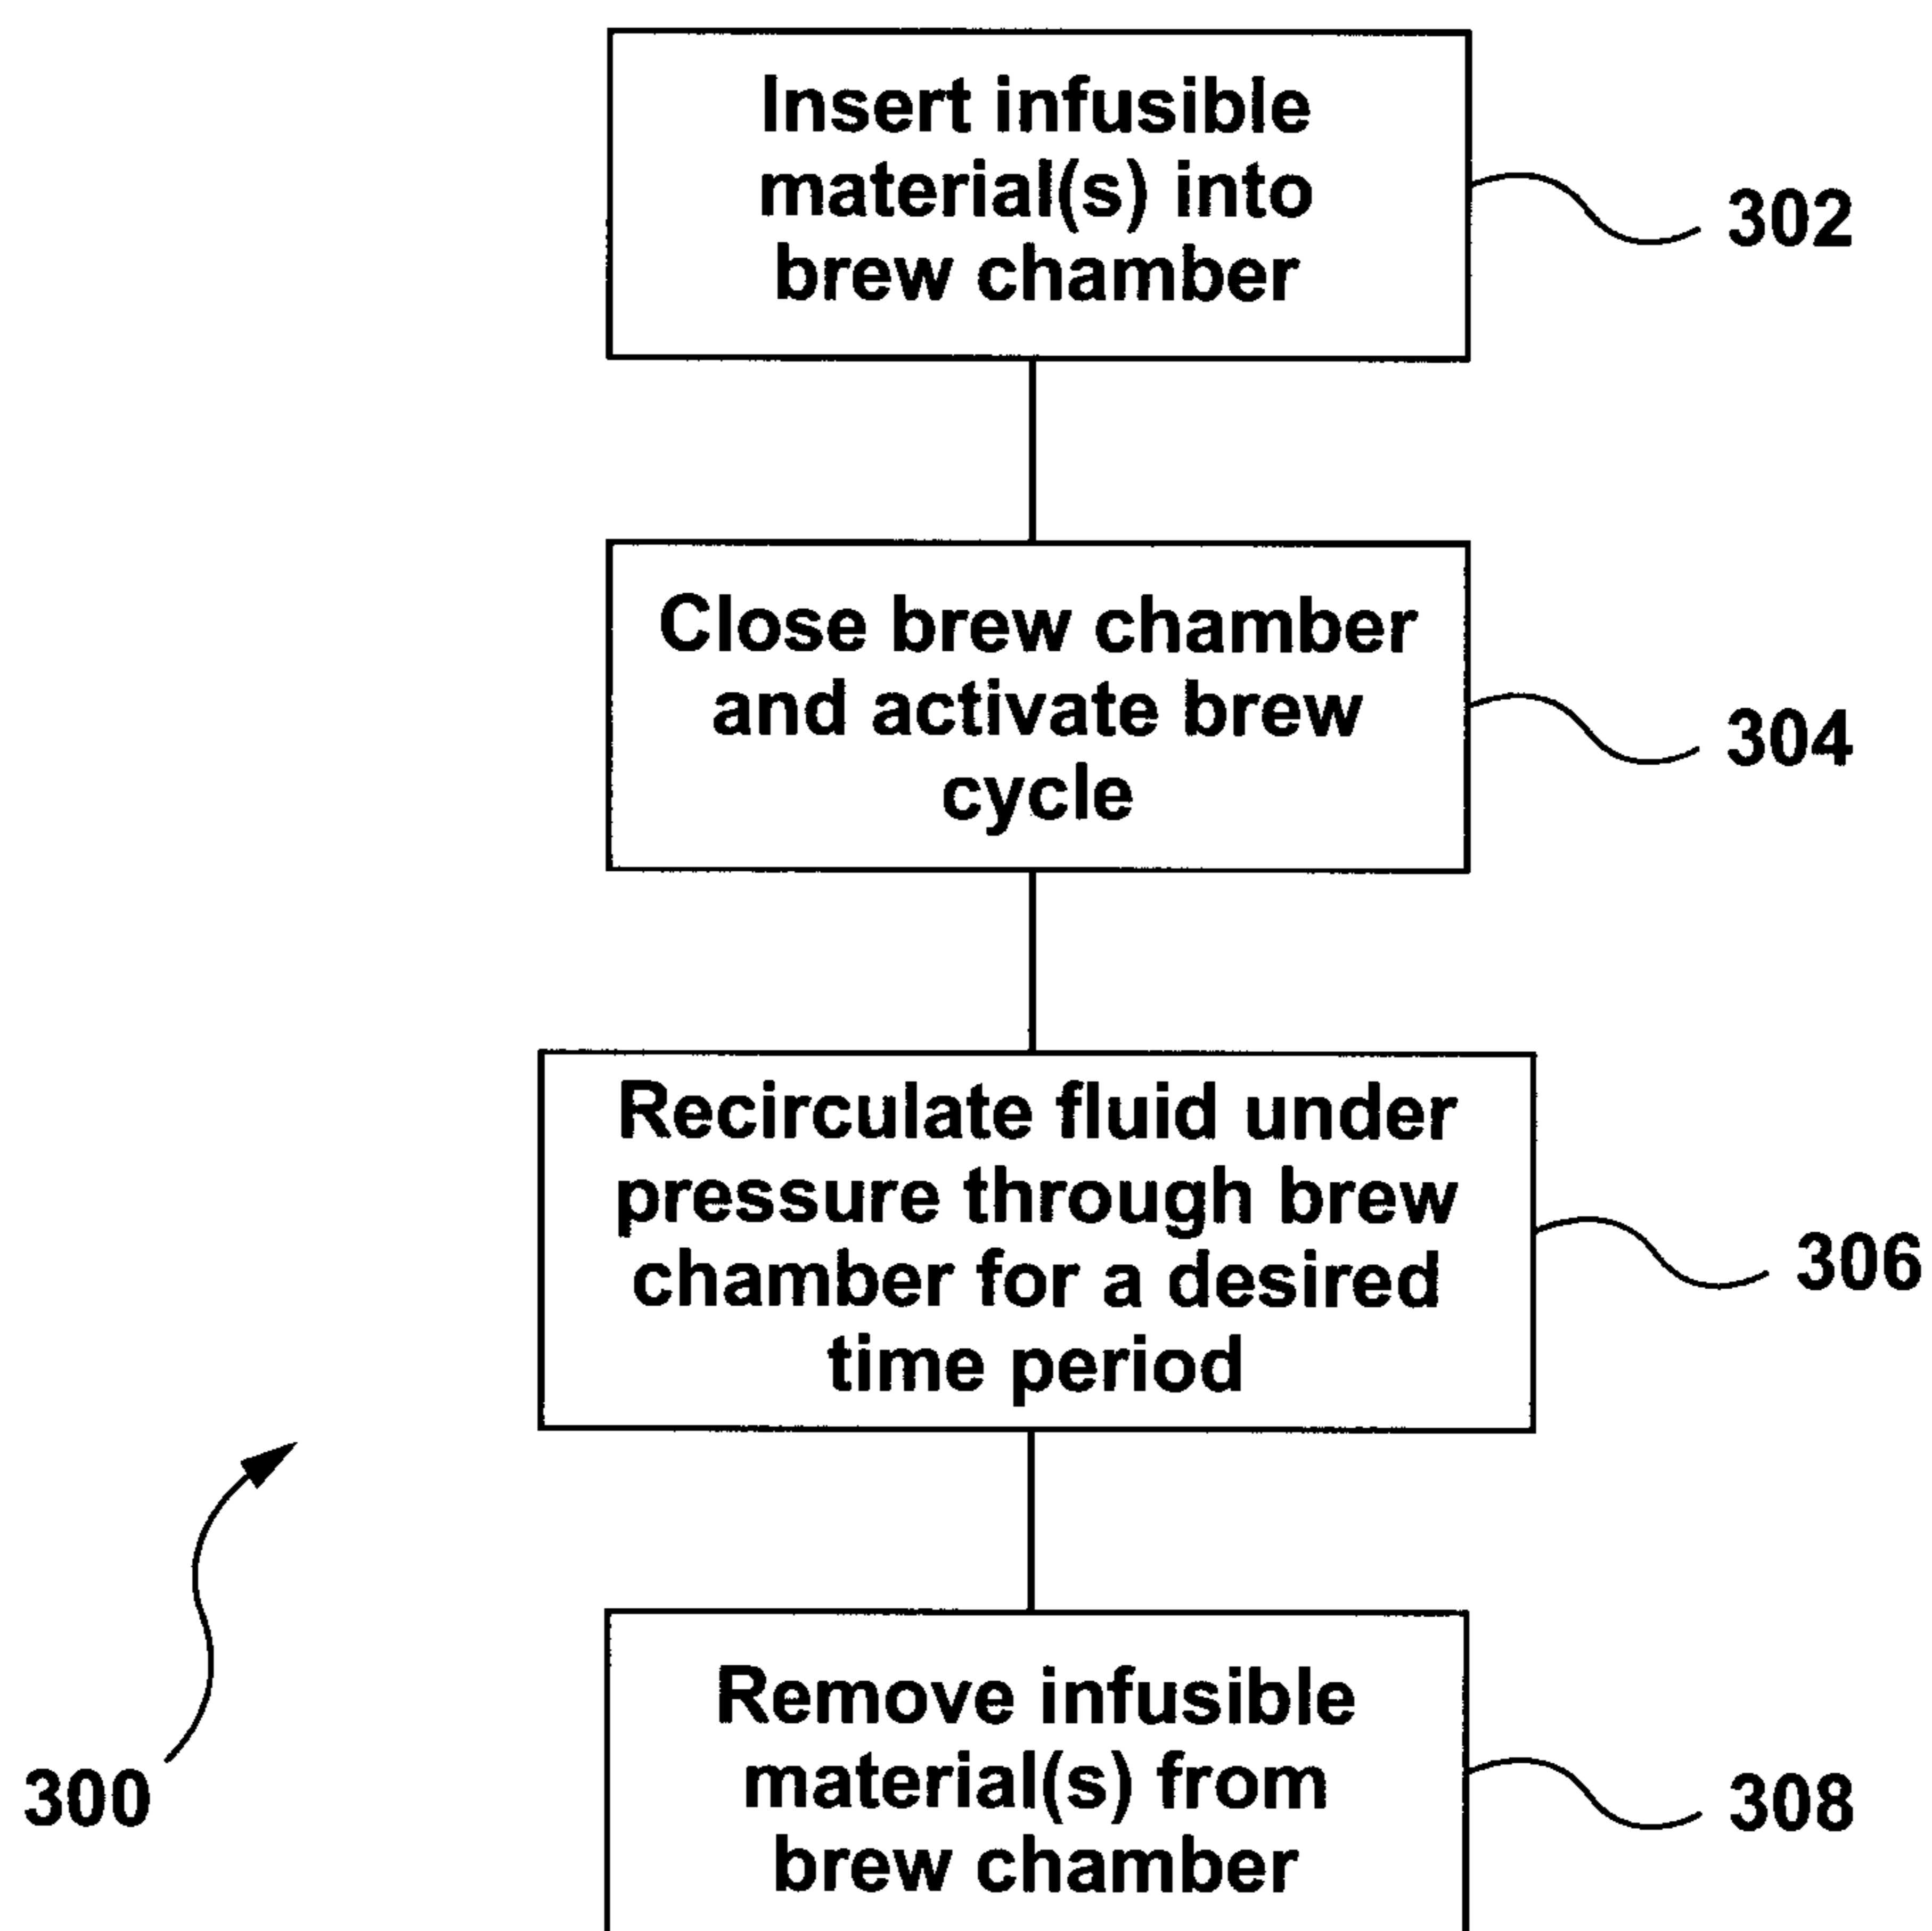 Insert infusible
material(s) into
brew chamber
302
Close brew chamber
and activate brew
cycle
304
Recirculate fluid under
pressure through brew
chamber for a desired
time period
306
Remove infusible
material(s) from
brew chamber
308
300